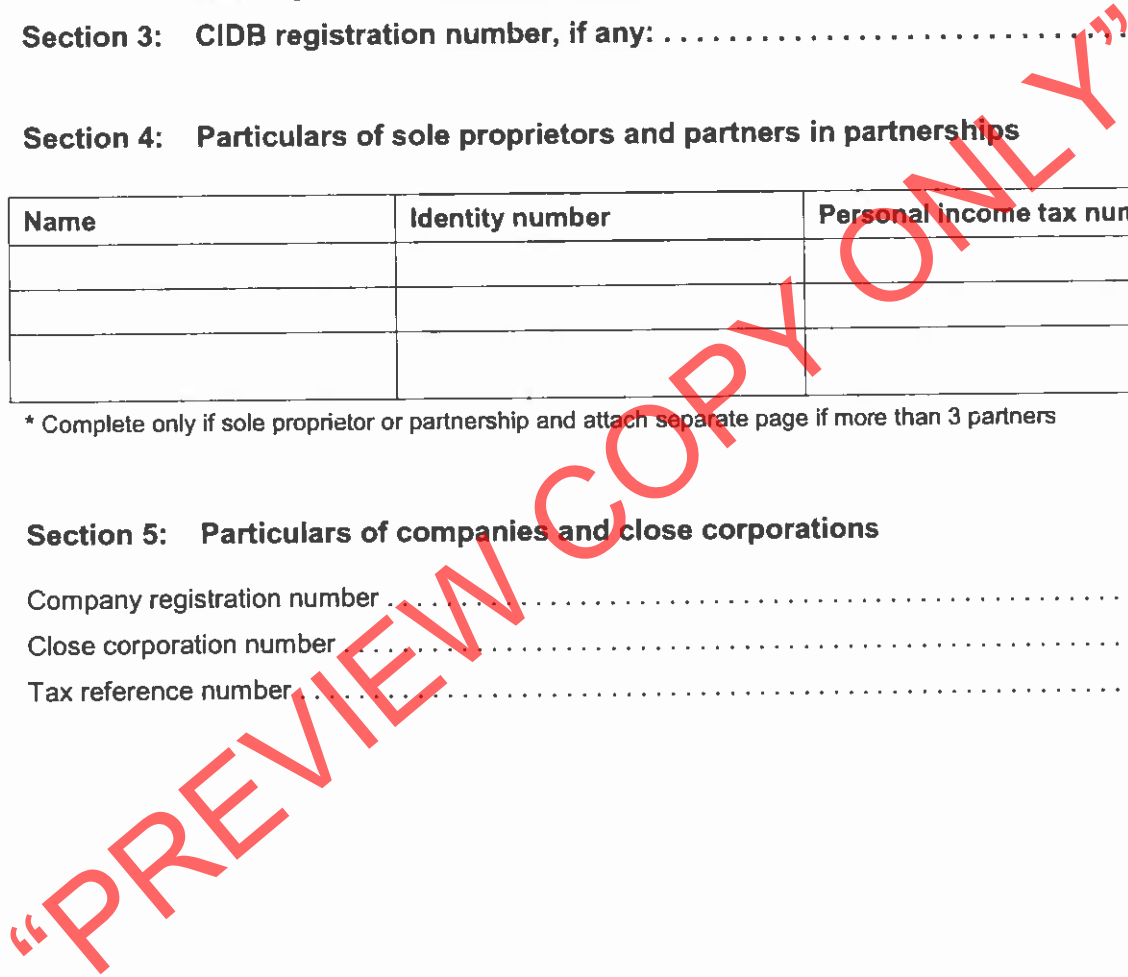 Section 3: CIDB registration number, if any: . . . . . . . . . . . . . . . . . . . . . . . . . . . . .
Section 4: Particulars of sole proprietors and partners in partnerships
Name Identity number Personal income tax num
* Complete only if sole proprietor or partnership and attach separate page if more than 3 partners
Section 5: Particulars of companies and close corporations
Company registration number . . . . . . . . . . . . . . . . . . . . . . . . . . . . . . . . . . . . . . . . . . . . . . . . . . . . . .
Close corporation number . . . . . . . . . . . . . . . . . . . . . . . . . . . . . . . . . . . . . . . . . . . . . . . . . . . . . . . . .
Tax reference number . . . . . . . . . . . . . . . . . . . . . . . . . . . . . . . . . . . . . . . . . . . . . . . . . . . . . . . . . . . . .
“PREVIEW COPY ONLY”